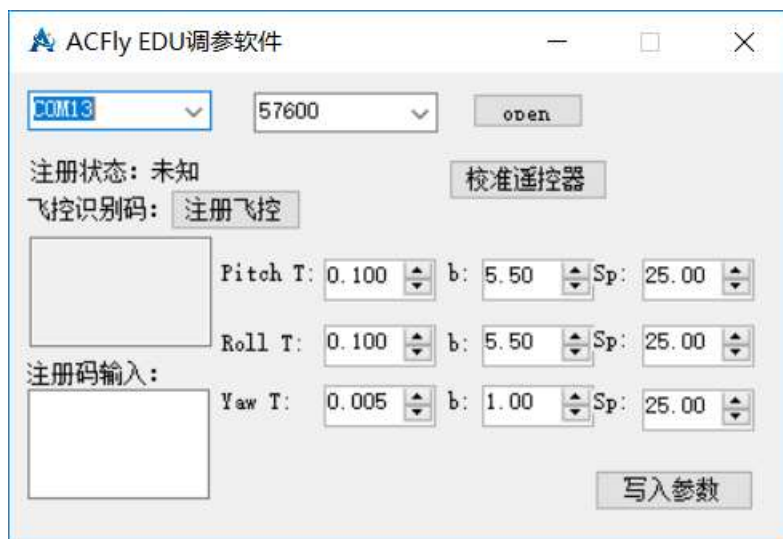 ACFly EDU调参软件
COM13 57600 open
注册状态：未知 校准遥控器
飞控识别码： 注册飞控
Pitch T: 0.100 b: 5.50 Sp: 25.00
Roll T: 0.100 b: 5.50 Sp: 25.00
注册码输入：
Yaw T: 0.005 b: 1.00 Sp: 25.00
写入参数